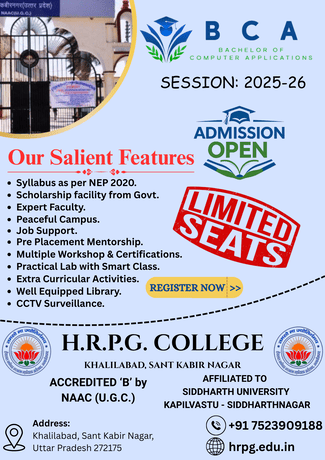 B C A
BACHELOR OF
COMPUTER APPLICATIONS
SESSION: 2025-26
ADMISSION
OPEN
Our Salient Features
Syllabus as per NEP 2020.
Scholarship facility from Govt.
Expert Faculty.
Peaceful Campus.
Job Support.
Pre Placement Mentorship.
Multiple Workshop & Certifications.
Practical Lab with Smart Class.
Extra Curricular Activities.
Well Equipped Library.
CCTV Surveillance.
LIMITED
SEATS
REGISTER NOW >>
H.R.P.G. COLLEGE
KHALILABAD, SANT KABIR NAGAR
ACCREDITED ‘B’ by
NAAC (U.G.C.)
AFFILIATED TO
SIDDHARTH UNIVERSITY
KAPILVASTU - SIDDHARTHNAGAR
Address:
Khalilabad, Sant Kabir Nagar,
Uttar Pradesh 272175
+91 7523909188
hrpg.edu.in